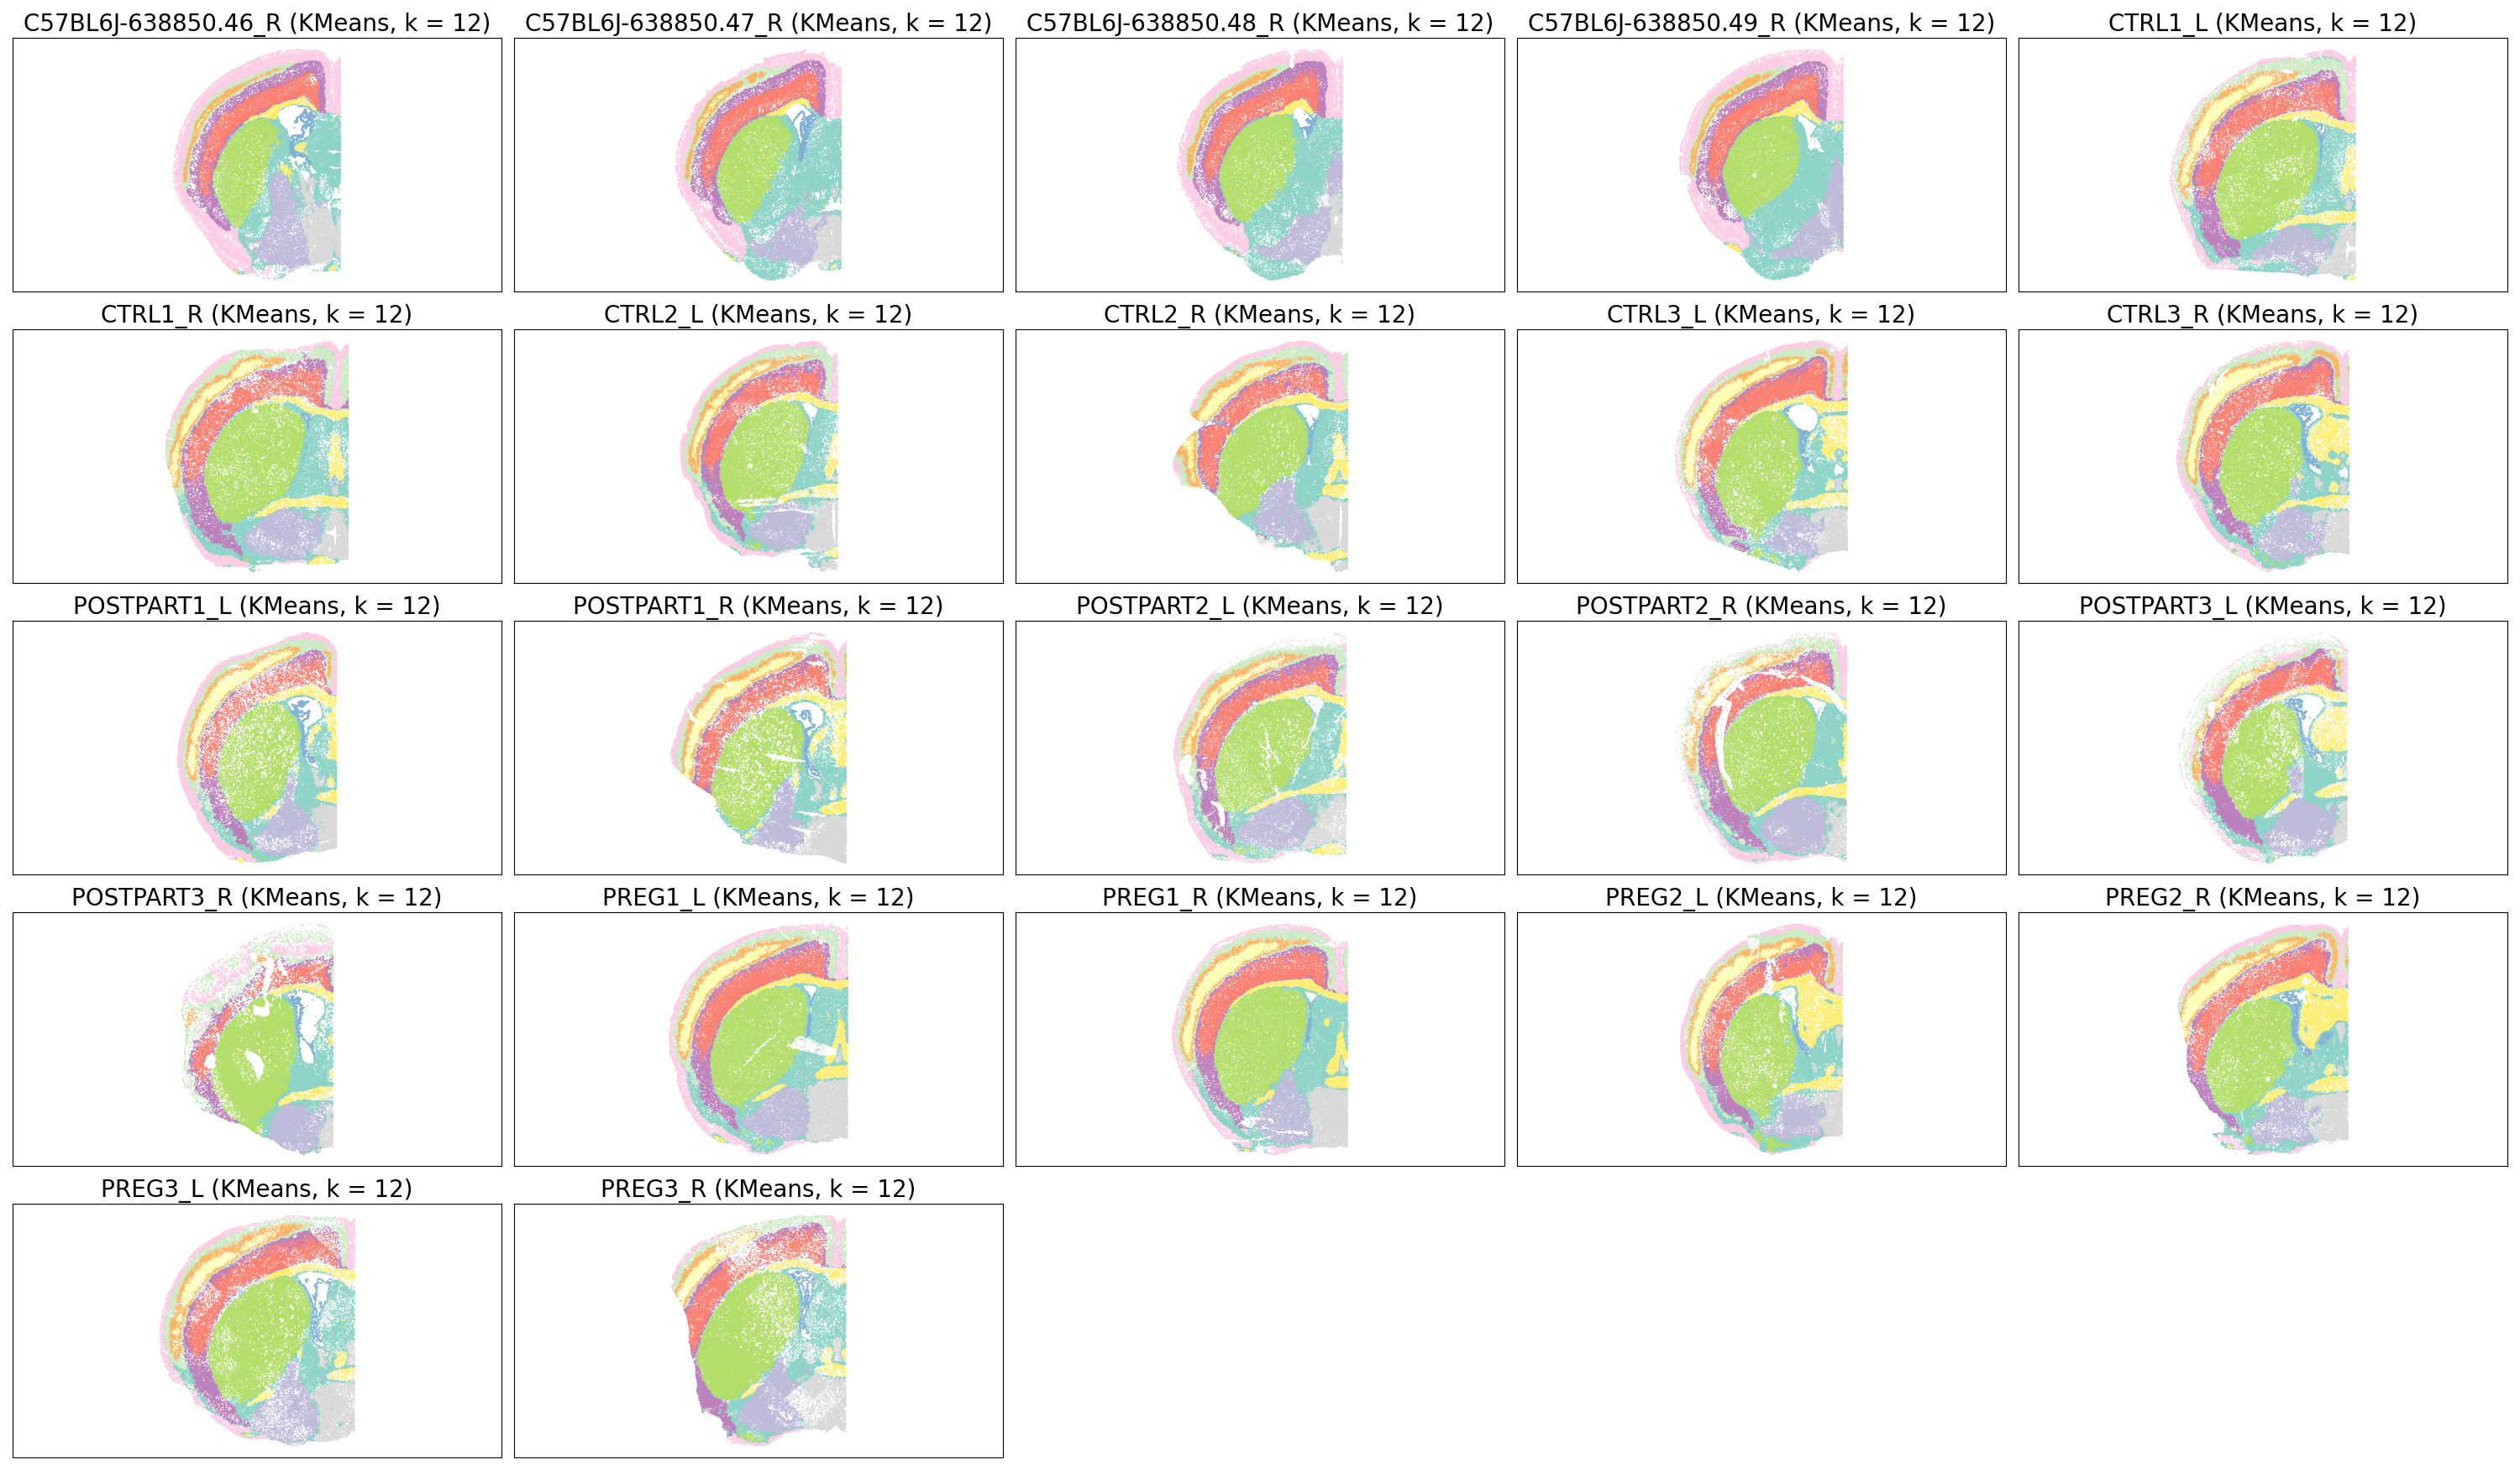 C57BL6J-638850.46_R (KMeans, k = 12)
C57BL6J-638850.47_R (KMeans, k = 12)
C57BL6J-638850.48_R (KMeans, k = 12)
C57BL6J-638850.49_R (KMeans, k = 12)
CTRL1_L (KMeans, k = 12)
CTRL1_R (KMeans, k = 12)
CTRL2_L (KMeans, k = 12)
CTRL2_R (KMeans, k = 12)
CTRL3_L (KMeans, k = 12)
CTRL3_R (KMeans, k = 12)
POSTPART1_L (KMeans, k = 12)
POSTPART1_R (KMeans, k = 12)
POSTPART2_L (KMeans, k = 12)
POSTPART2_R (KMeans, k = 12)
POSTPART3_L (KMeans, k = 12)
POSTPART3_R (KMeans, k = 12)
PREG1_L (KMeans, k = 12)
PREG1_R (KMeans, k = 12)
PREG2_L (KMeans, k = 12)
PREG2_R (KMeans, k = 12)
PREG3_L (KMeans, k = 12)
PREG3_R (KMeans, k = 12)